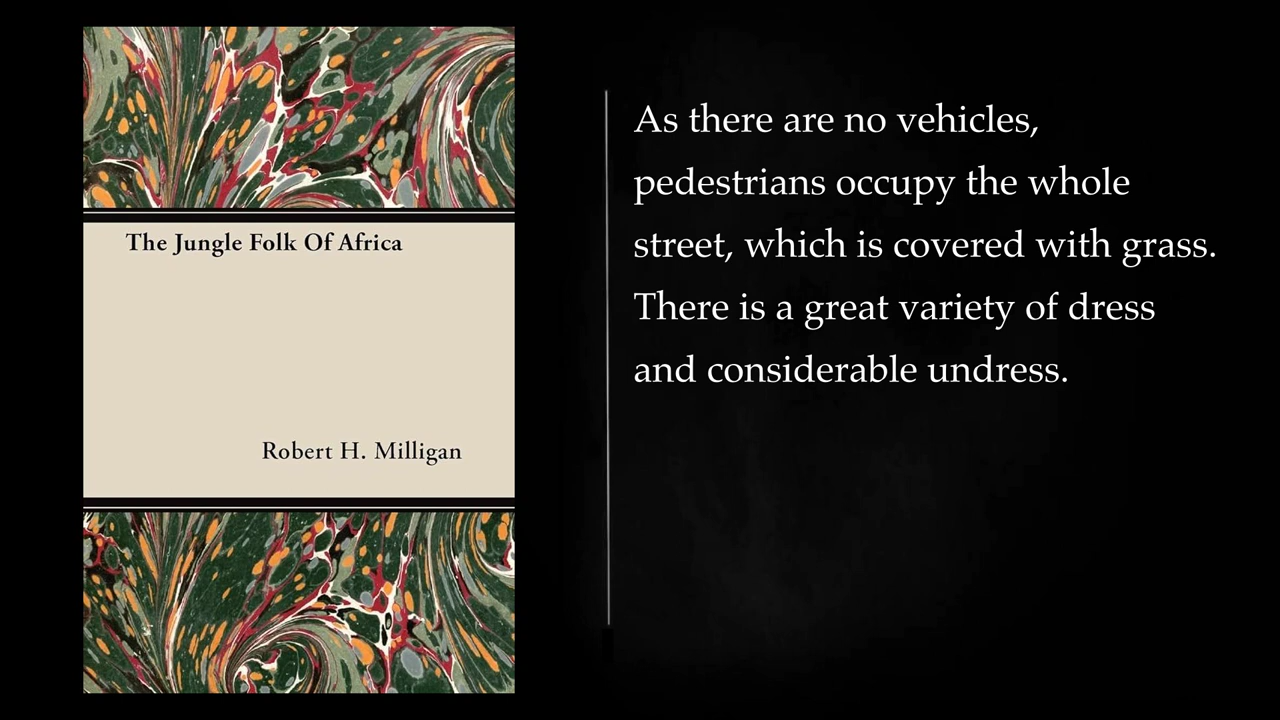 The Jungle Folk Of Africa
Robert H. Milligan
As there are no vehicles,
pedestrians occupy the whole
street, which is covered with grass.
There is a great variety of dress
and considerable undress.